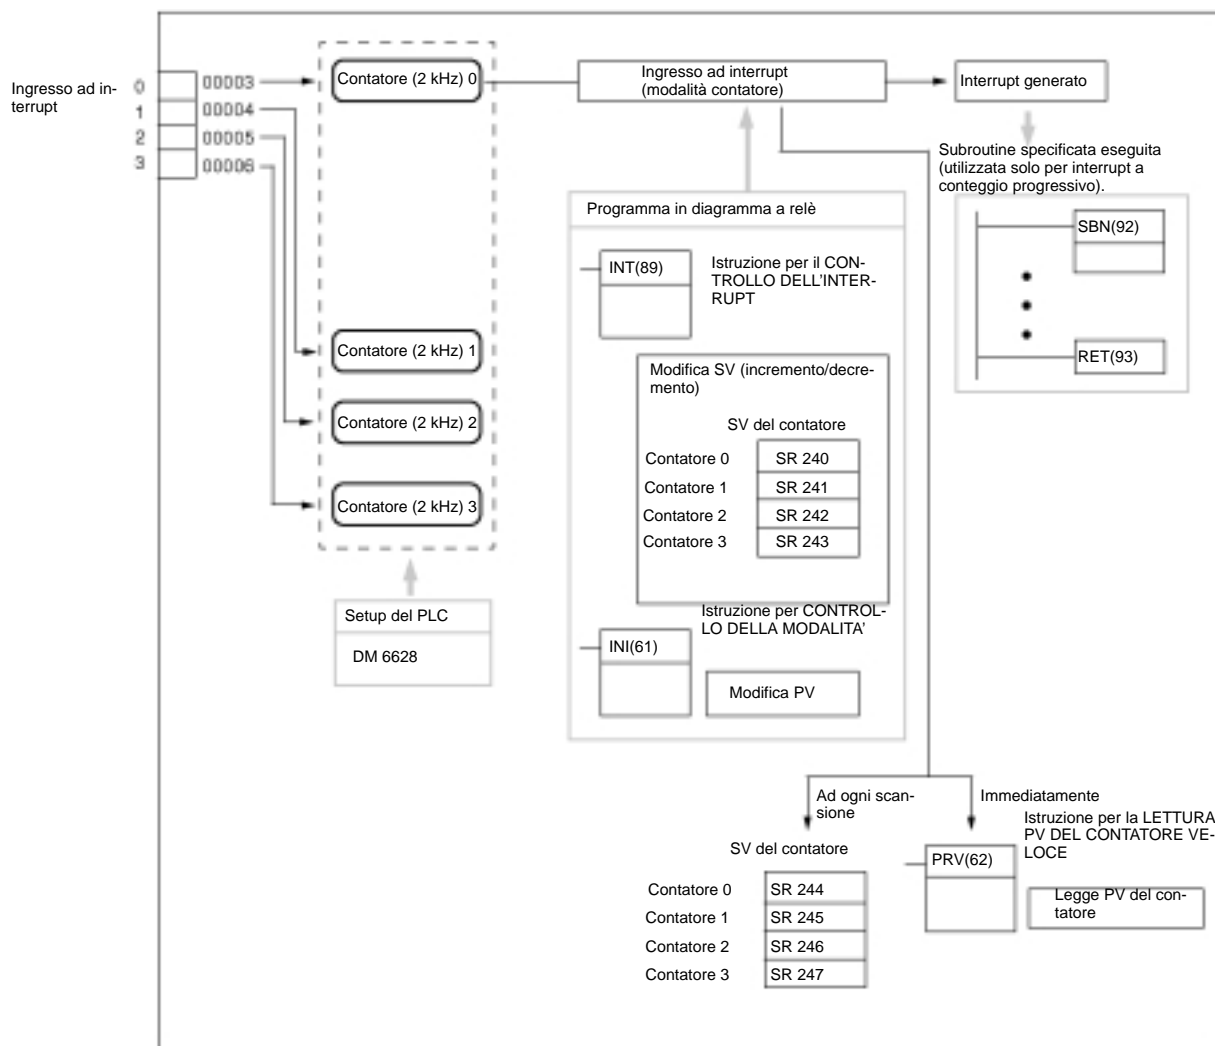 Ingresso ad in-
terrupt
0
1
2
3
00003
00004
00005
00006
Contatore (2 kHz) 0
Contatore (2 kHz) 1
Contatore (2 kHz) 2
Contatore (2 kHz) 3
Setup del PLC
DM 6628
Ingresso ad interrupt
(modalità contatore)
Interrupt generato
Subroutine specificata eseguita
(utilizzata solo per interrupt a
conteggio progressivo).
SBN(92)
RET(93)
Programma in diagramma a relè
INT(89)
Istruzione per il CON-
TROLLO DELL'INTER-
RUPT
Modifica SV (incremento/decre-
mento)
SV del contatore
Contatore 0 SR 240
Contatore 1 SR 241
Contatore 2 SR 242
Contatore 3 SR 243
Istruzione per CONTROL-
LO DELLA MODALITA'
INI(61)
Modifica PV
Ad ogni scan-
sione
Immediatamente
SV del contatore
Contatore 0 SR 244
Contatore 1 SR 245
Contatore 2 SR 246
Contatore 3 SR 247
Istruzione per la LETTURA
PV DEL CONTATORE VE-
LOCE
PRV(62)
Legge PV del con-
tatore